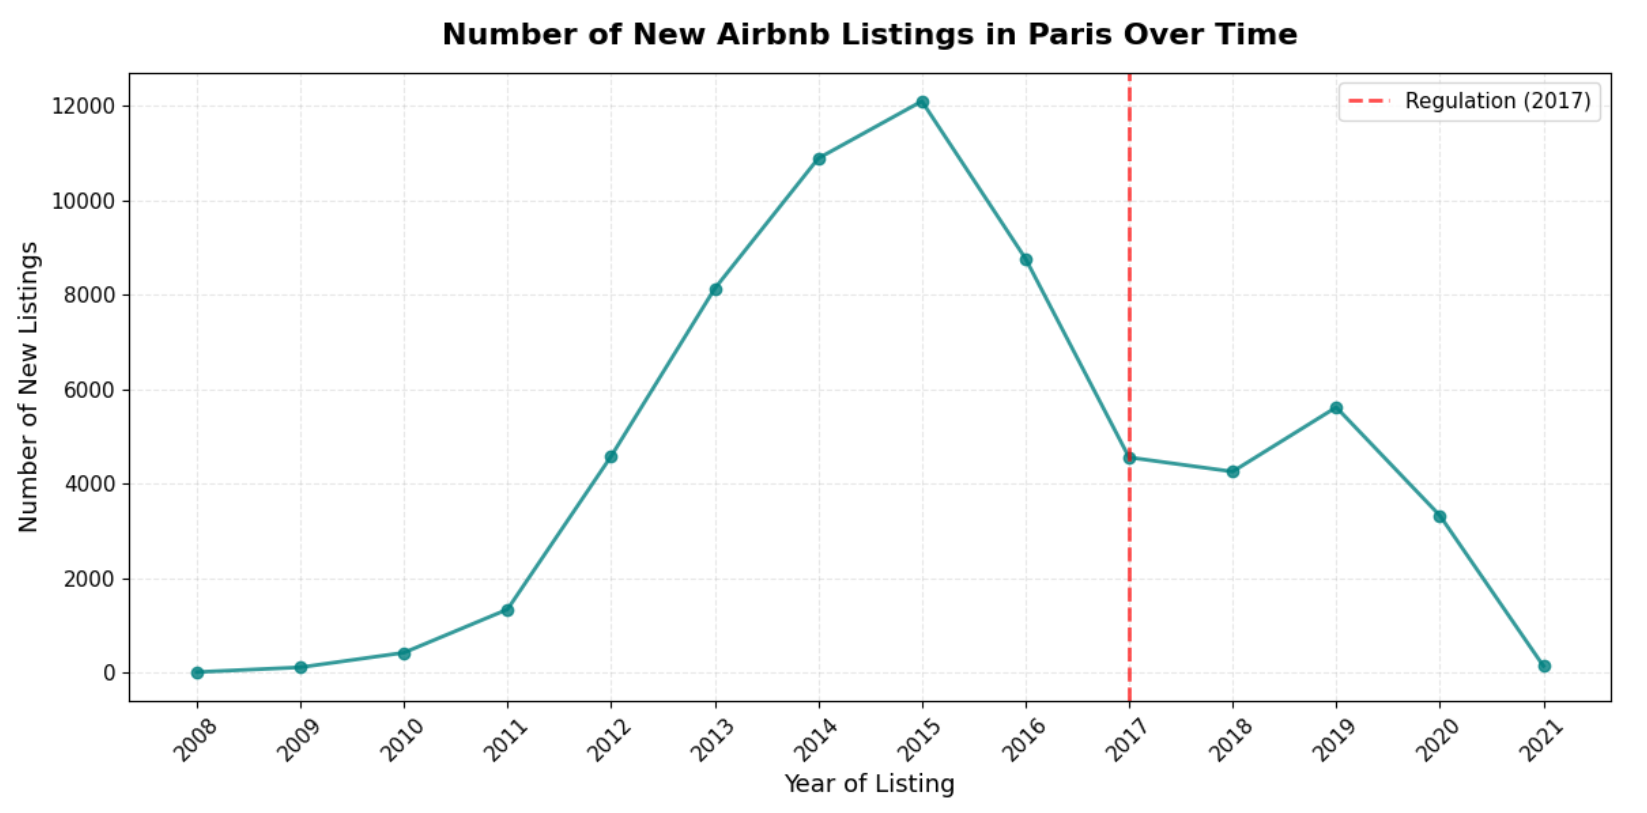 Number of New Airbnb Listings in Paris Over Time
Regulation (2017)
Number of New Listings
12000
10000
8000
6000
4000
2000
0
2008 2009 2010 2011 2012 2013 2014 2015 2016 2017 2018 2019 2020 2021
Year of Listing